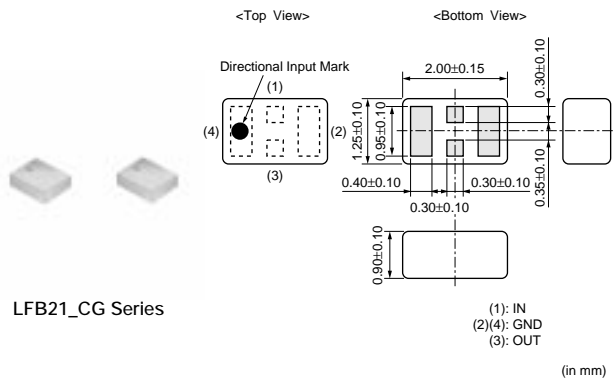 <Top View>
<Bottom View>
Directional Input Mark
(1)
(4)
(2)
(3)
2.00±0.15
0.30±0.10
1.25±0.10
0.95±0.10
0.35±0.10
0.40±0.10
0.30±0.10
0.30±0.10
0.90±0.10
LFB21_CG Series
(1): IN
(2)(4): GND
(3): OUT
(in mm)